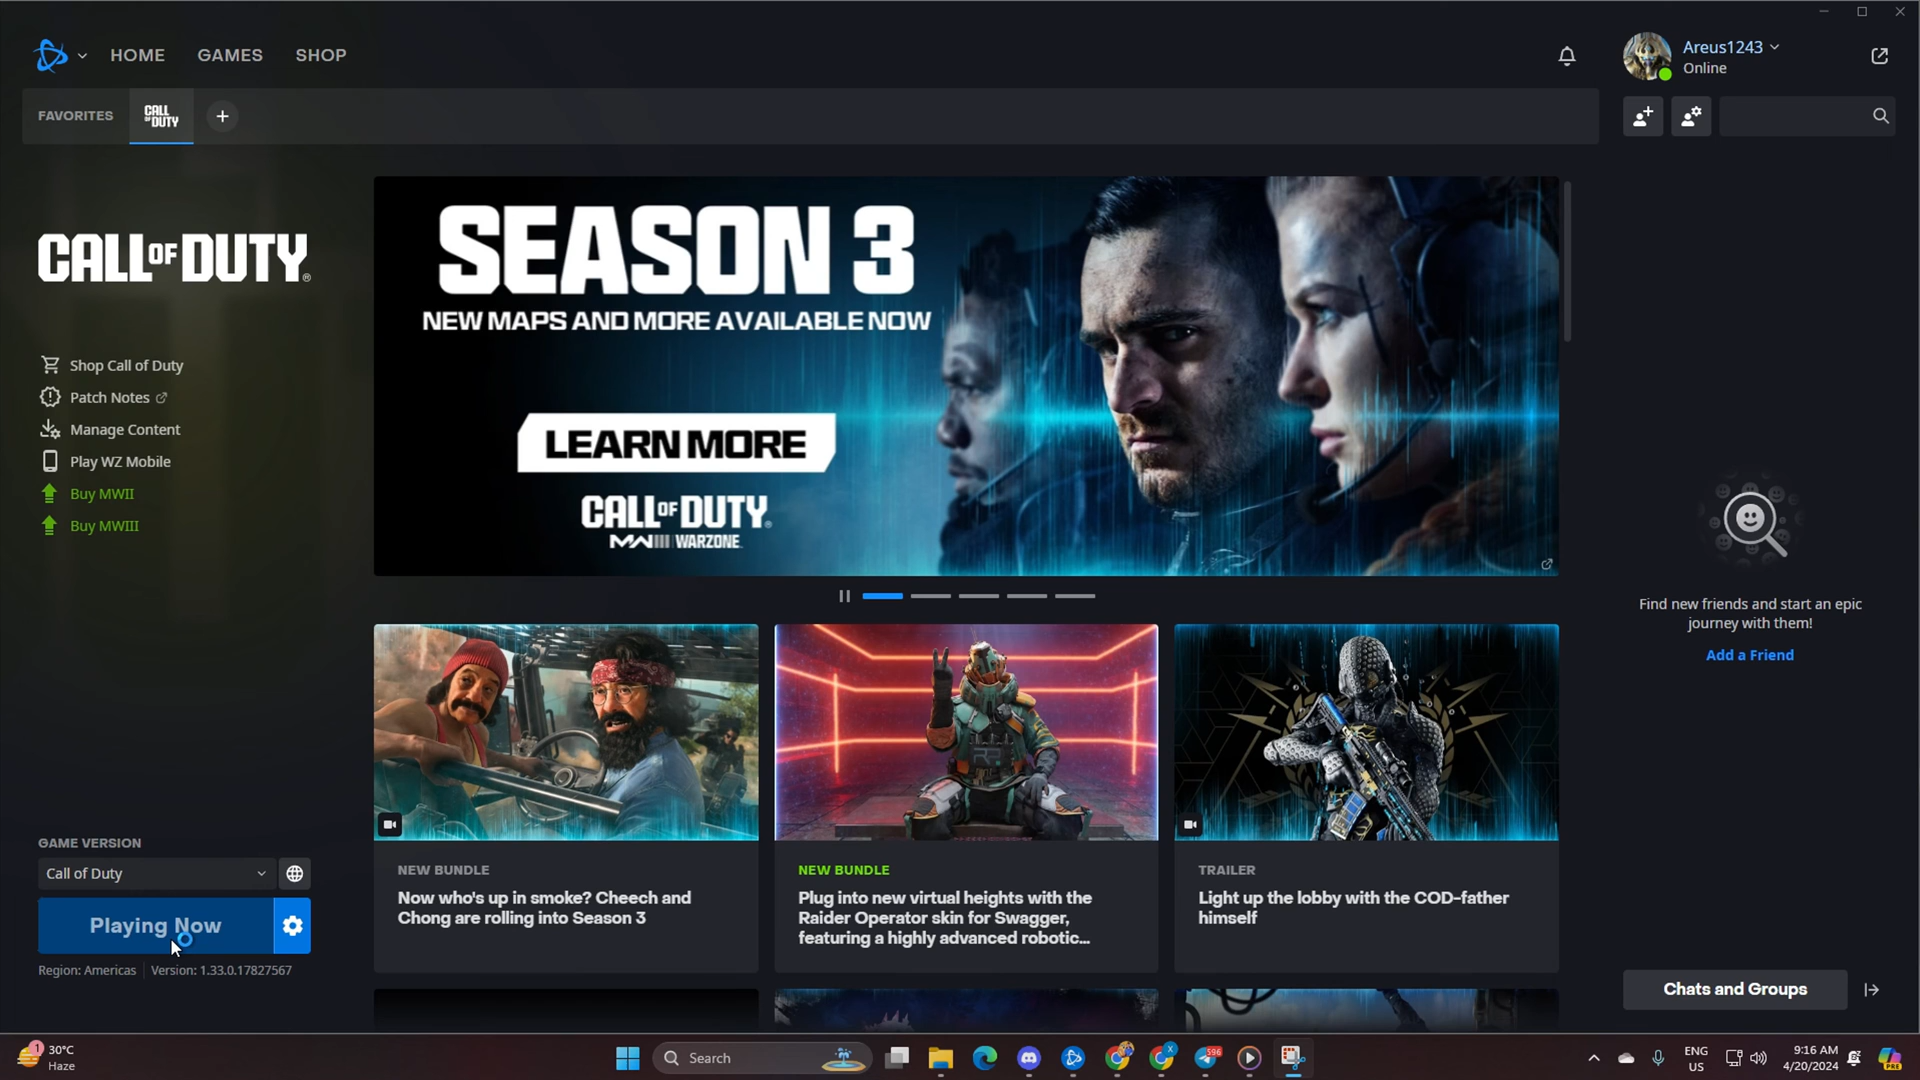 HOME GAMES SHOP
Areus1243
Online
FAVORITES CALL OF DUTY +
CALL OF DUTY®
Shop Call of Duty
Patch Notes
Manage Content
Play WZ Mobile
Buy MWII
Buy MWIII
SEASON 3
NEW MAPS AND MORE AVAILABLE NOW
LEARN MORE
CALL OF DUTY®
MWIII WARZONE
Find new friends and start an epic
journey with them!
Add a Friend
GAME VERSION
Call of Duty
Playing Now
Region: Americas Version: 1.33.0.17827567
NEW BUNDLE
Now who's up in smoke? Cheech and
Chong are rolling into Season 3
NEW BUNDLE
Plug into new virtual heights with the
Raider Operator skin for Swagger,
featuring a highly advanced robotic...
TRAILER
Light up the lobby with the COD-father
himself
Chats and Groups
1
30°C
Haze
Search
X
596
ENG
US
9:16 AM
4/20/2024
PRE